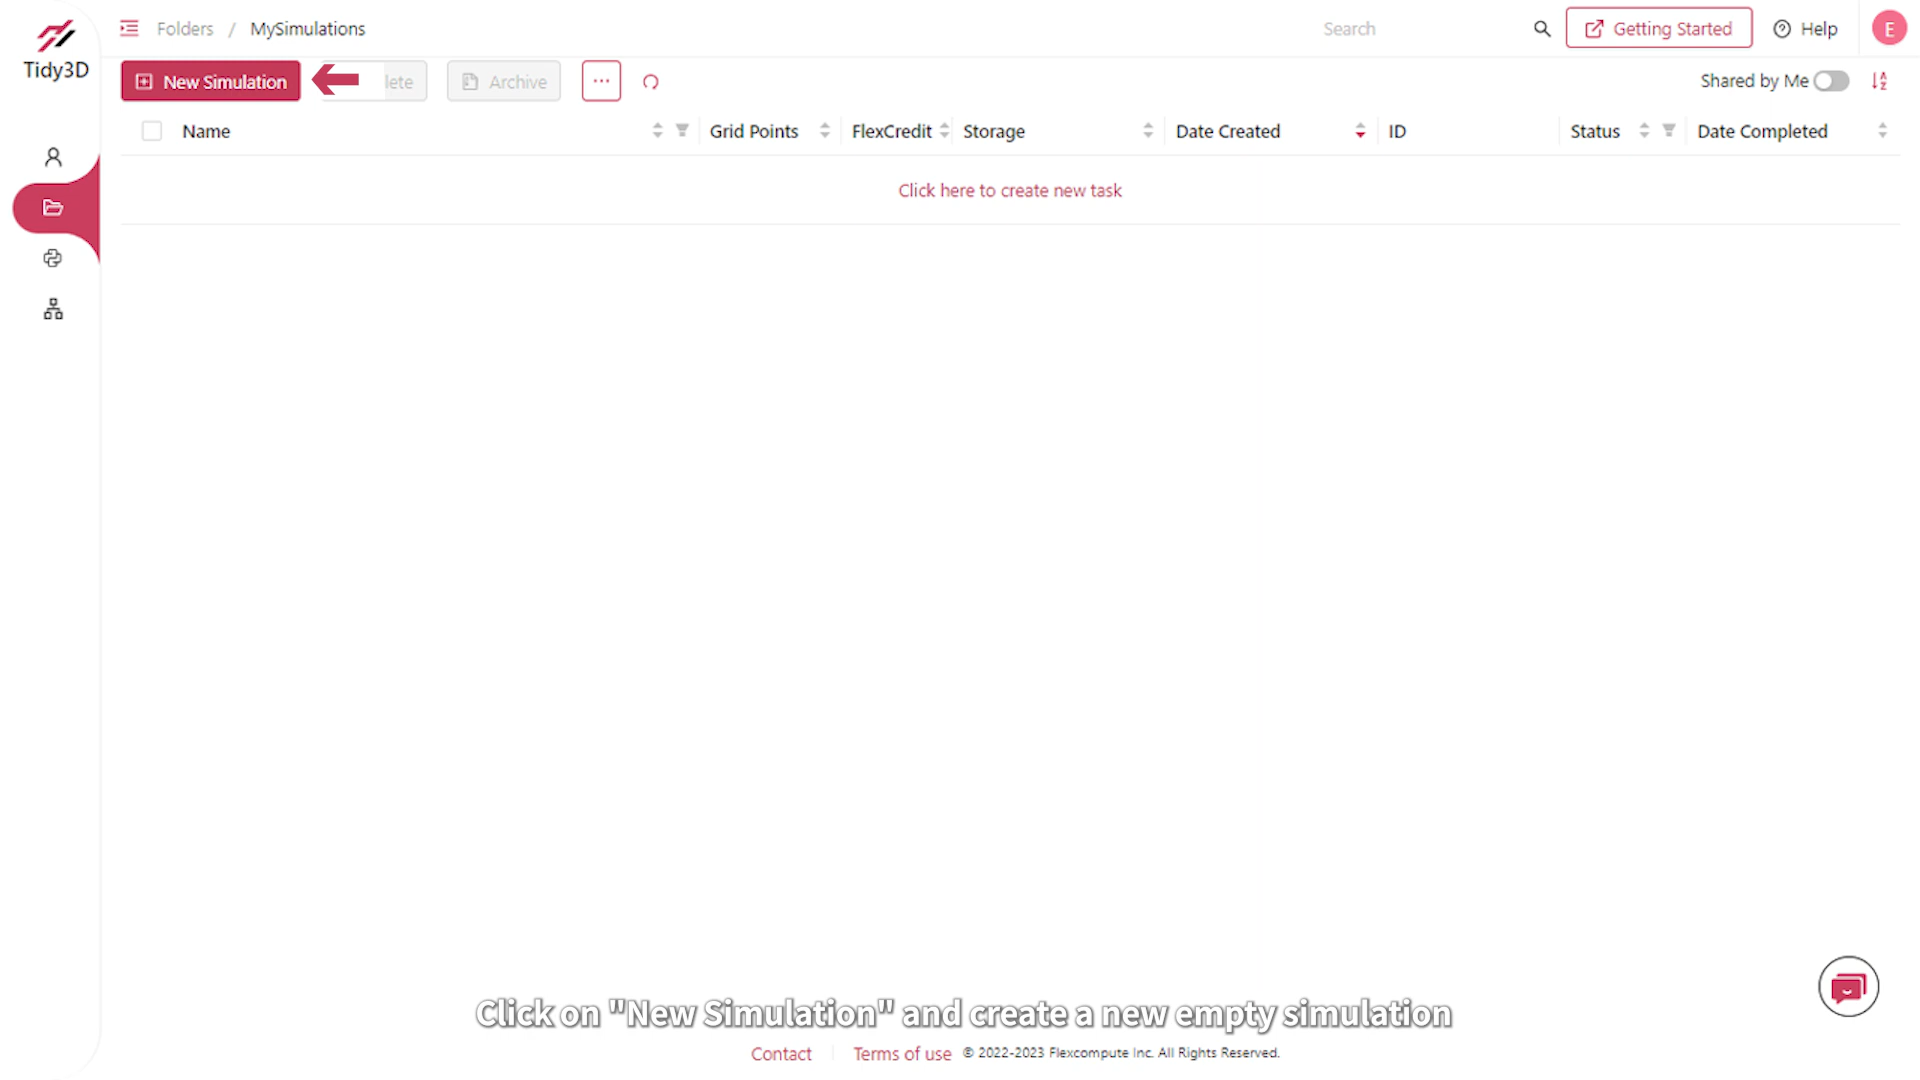 Tidy3D
Folders / MySimulations
Search
Getting Started
Help
E
New Simulation
lete
Archive
...
Shared by Me
Name
Grid Points
FlexCredit
Storage
Date Created
ID
Status
Date Completed
Click here to create new task
Click on "New Simulation" and create a new empty simulation
Contact
Terms of use
© 2022-2023 Flexcompute Inc. All Rights Reserved.